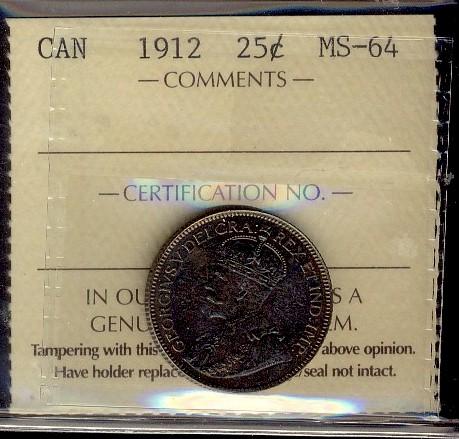 CAN 1912 25¢ MS-64
— COMMENTS —
— CERTIFICATION NO. —
IN OU S A
GENU M.
Tampering with this above opinion.
Have holder replac /seal not intact.
GEORGIVS V DEI GRA: REX ET IND: IMP: